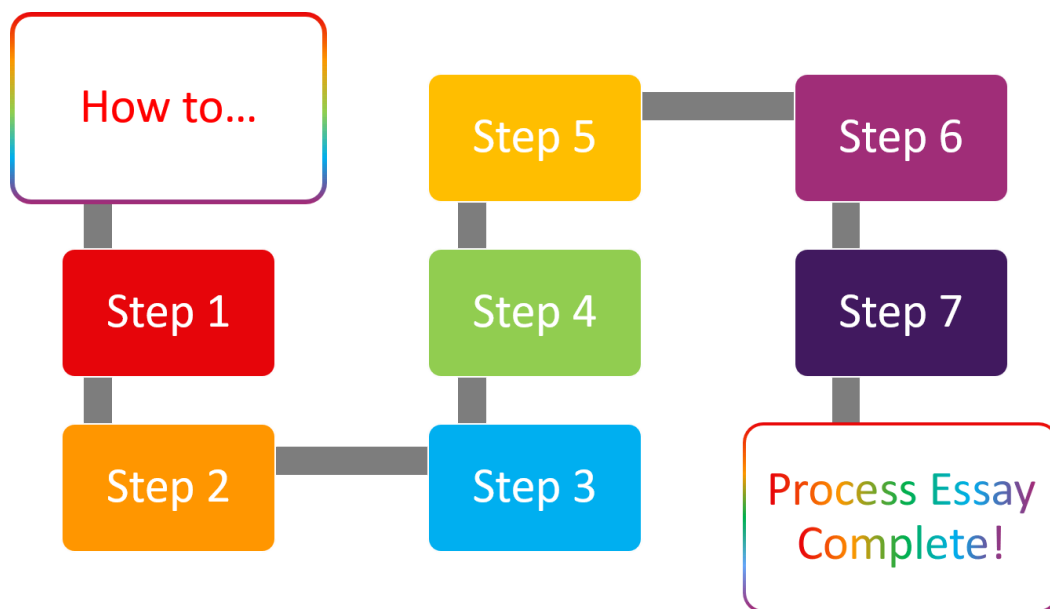 How to...
Step 1
Step 2
Step 3
Step 4
Step 5
Step 6
Step 7
Process Essay
Complete!